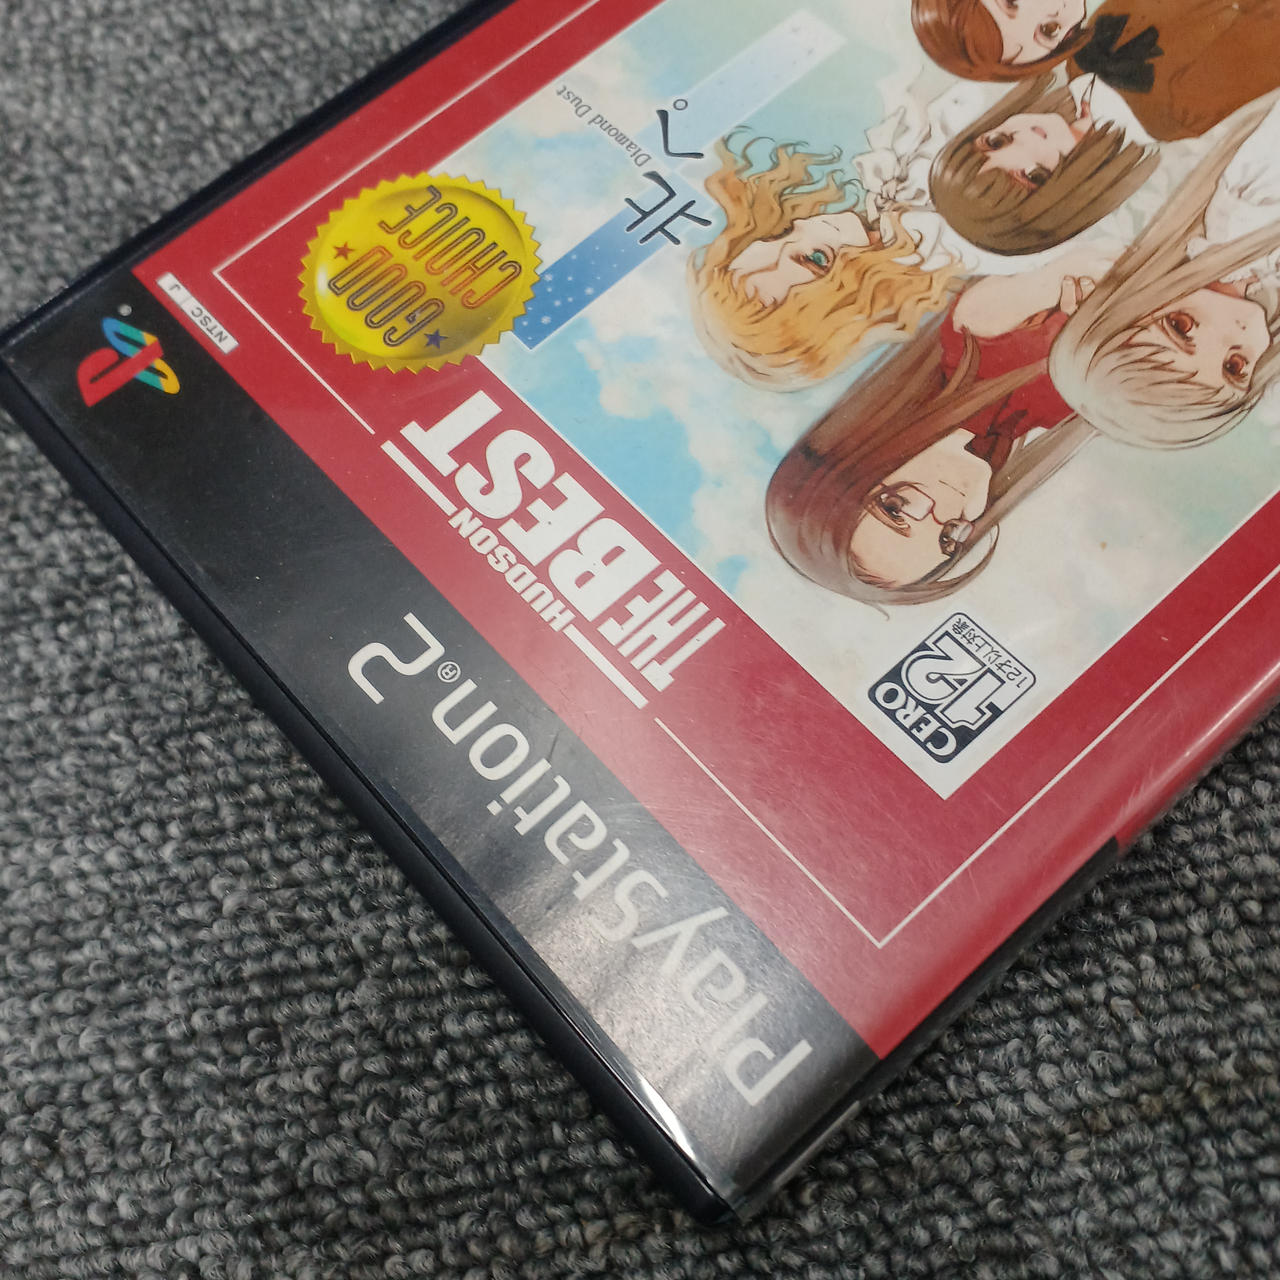 PlayStation®2
NTSC J
HUDSON
THE BEST
GOOD
CHOICE
北へ。
Diamond Dust
CERO
12
12才以上対象